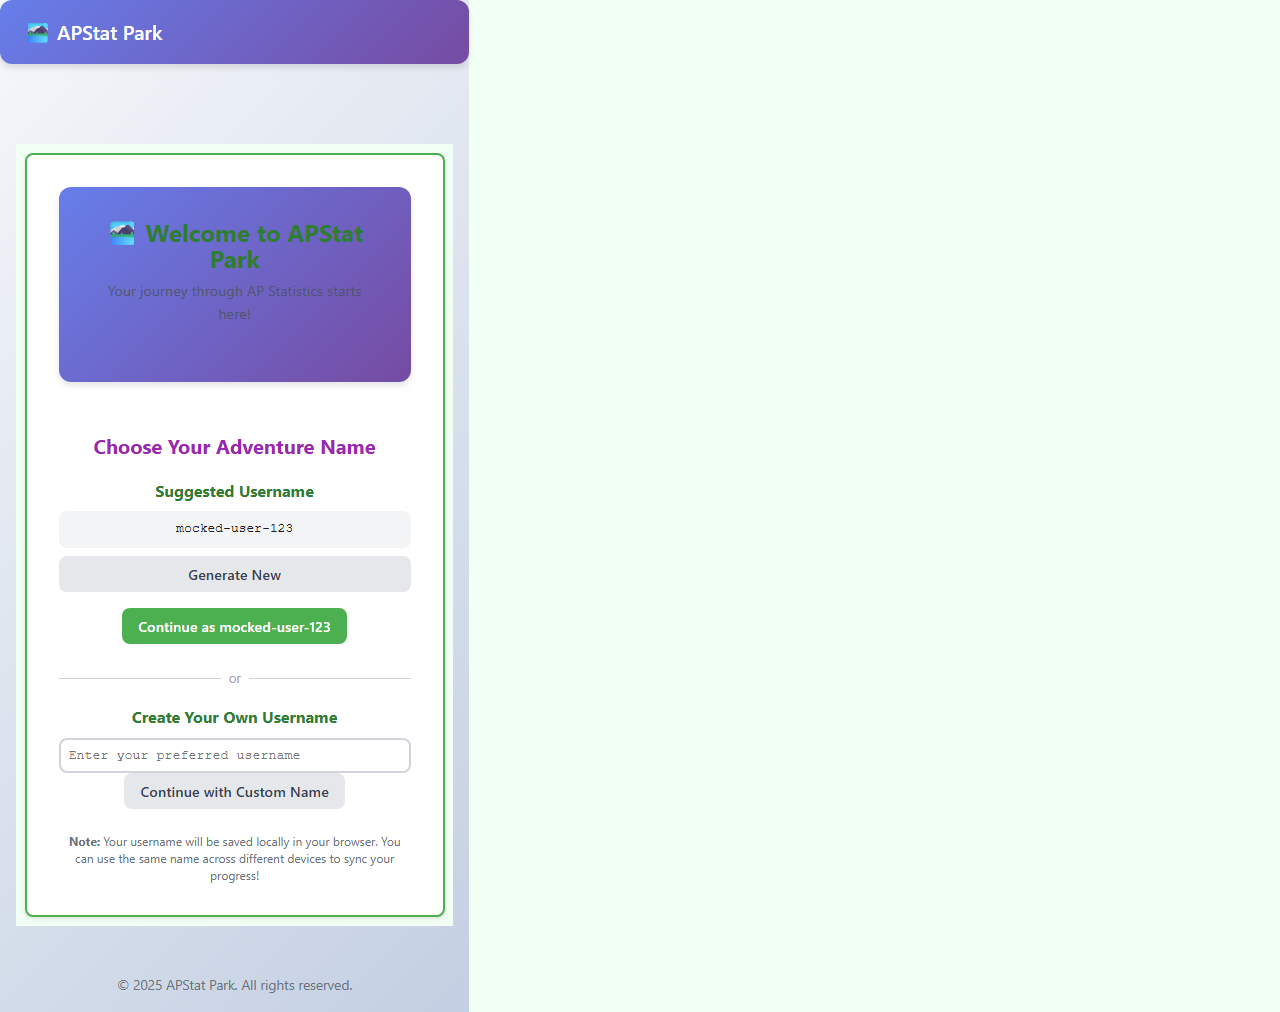 APStat Park
Welcome to APStat
Park
Your journey through AP Statistics starts
here!
Choose Your Adventure Name
Suggested Username
mocked-user-123
Generate New
Continue as mocked-user-123
or
Create Your Own Username
Enter your preferred username
Continue with Custom Name
Note: Your username will be saved locally in your browser. You
can use the same name across different devices to sync your
progress!
© 2025 APStat Park. All rights reserved.